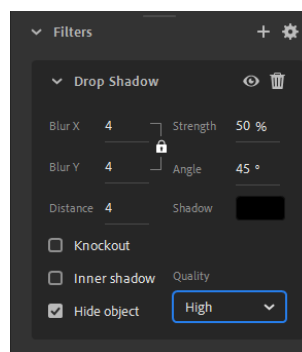 Filters
Drop Shadow
Blur X 4 Strength 50 %
Blur Y 4 Angle 45 °
Distance 4 Shadow
Knockout
Inner shadow Quality
Hide object High